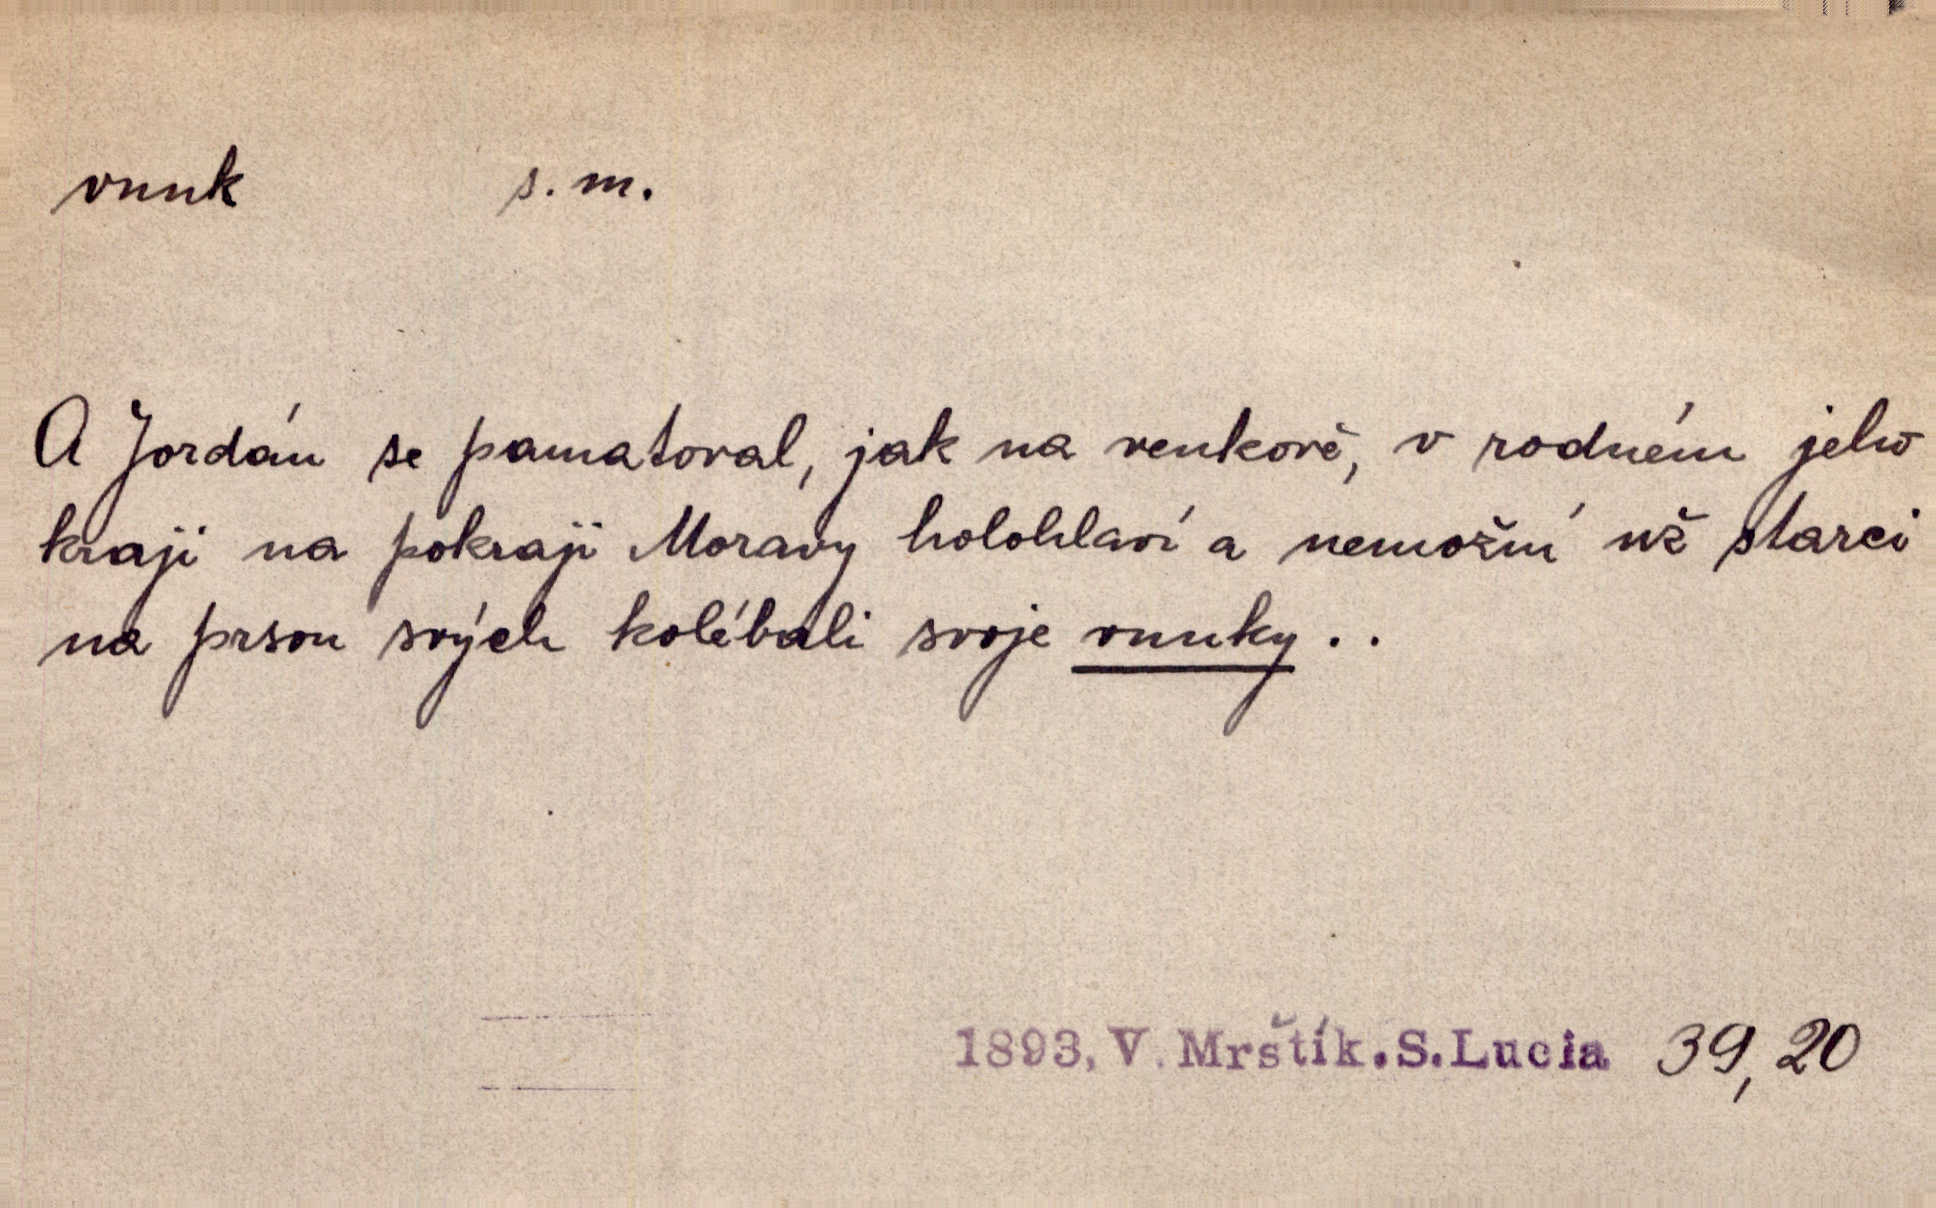 vnuk s. m.
A Jordán se pamatoval, jak na venkově, v rodném jeho
kraji na pokraji Moravy holohlaví a nemožní už starci
na prsou svých kolébali svoje vnuky . .
1893, V. Mrštík. S. Lucia 39, 20